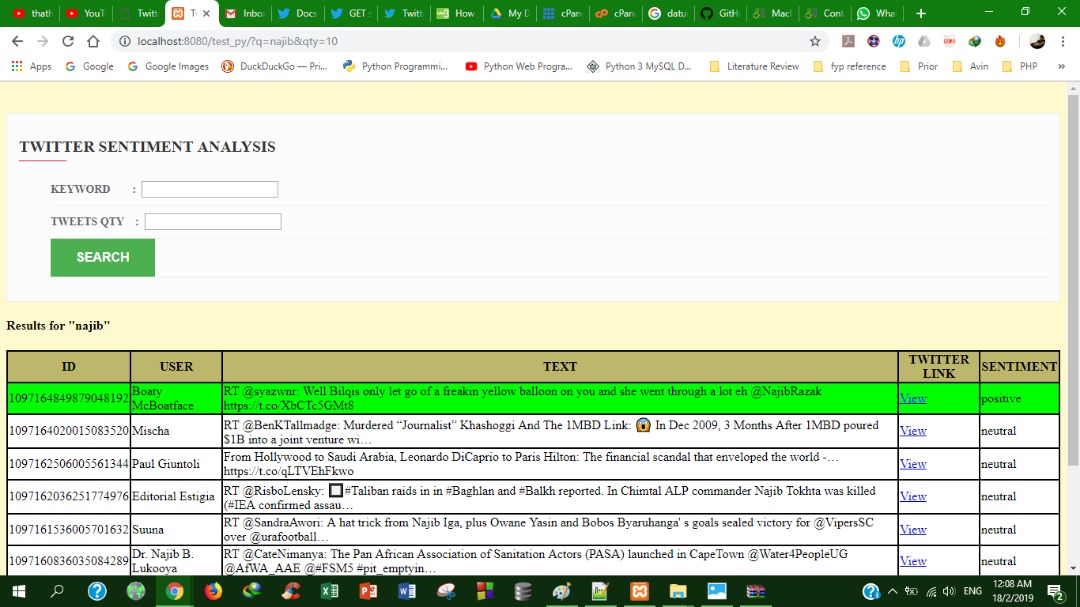 thatl
YouT
Twitt
T
Inbo
Docs
GET s
Twitt
How
My D
cPan
cPan
datu
GitH
Macl
Cont
What
localhost:8080/test_py/?q=najib&qty=10
Apps Google Google Images DuckDuckGo — Pri... Python Programmi... Python Web Progra... Python 3 MySQL D... Literature Review fyp reference Prior Avin PHP »
TWITTER SENTIMENT ANALYSIS
KEYWORD :
TWEETS QTY :
SEARCH
Results for "najib"
ID USER TEXT TWITTER LINK SENTIMENT
1097164849879048192 Boaty McBoatface RT @syazwnr: Well Bilqis only let go of a freakin yellow balloon on you and she went through a lot eh @NajibRazak
https://t.co/XbCTc5GMt8 View positive
1097164020015083520 Mischa RT @BenKTallmadge: Murdered “Journalist” Khashoggi And The 1MBD Link: 😱 In Dec 2009, 3 Months After 1MBD poured
$1B into a joint venture wi… View neutral
1097162506005561344 Paul Giuntoli From Hollywood to Saudi Arabia, Leonardo DiCaprio to Paris Hilton: The financial scandal that enveloped the world -…
https://t.co/qLTVEhFkwo View neutral
1097162036251774976 Editorial Estigia RT @RisboLensky: 🔲#Taliban raids in in #Baghlan and #Balkh reported. In Chimtal ALP commander Najib Tokhta was killed
(#IEA confirmed assau… View neutral
1097161536005701632 Suuna RT @SandraAwori: A hat trick from Najib Iga, plus Owane Yasin and Bobos Byaruhanga' s goals sealed victory for @VipersSC
over @urafootball… View neutral
1097160836035084289 Dr. Najib B. Lukooya RT @CateNimanya: The Pan African Association of Sanitation Actors (PASA) launched in CapeTown @Water4PeopleUG
@AfWA_AAE @#FSM5 #pit_emptyin… View neutral
ENG
12:08 AM
18/2/2019
2